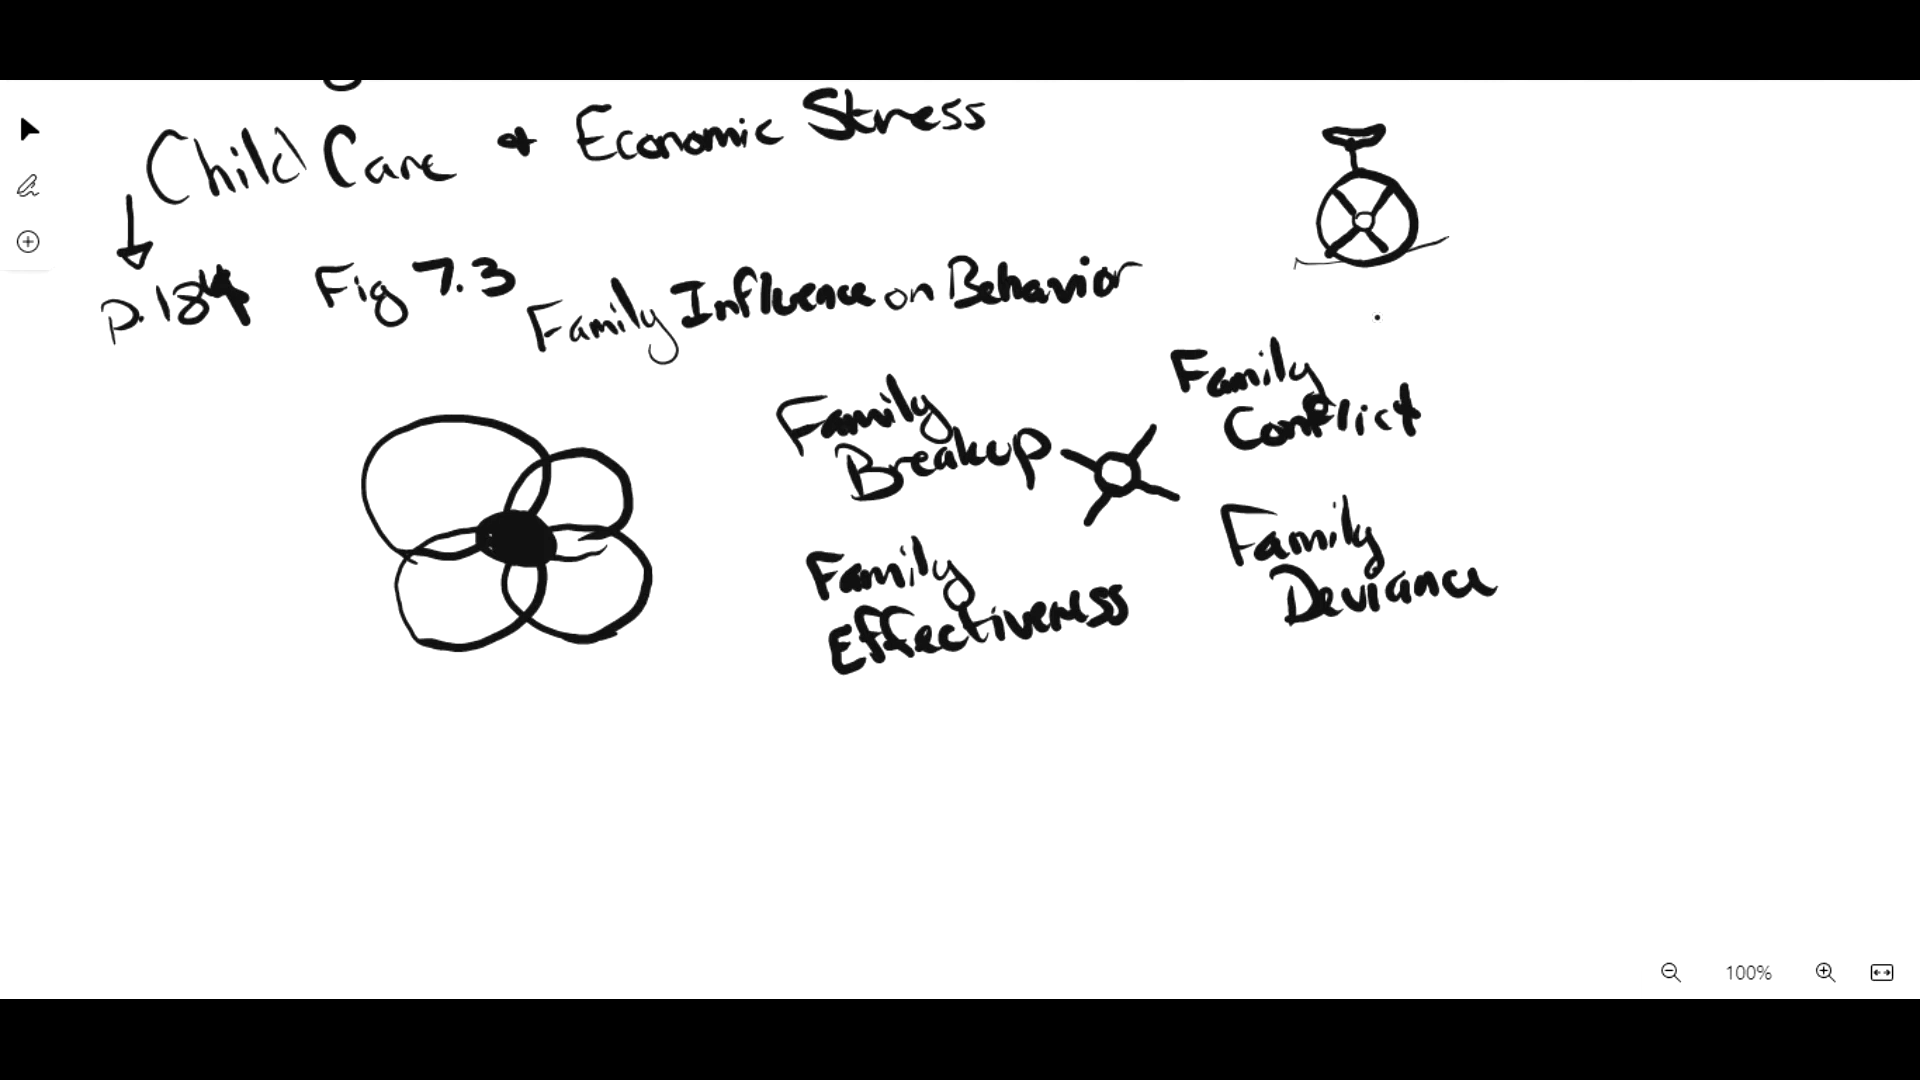 Child Care & Economic Stress
p. 184 Fig 7.3 Family Influence on Behavior
Family
Breakup
Family
Conflict
Family
Effectiveness
Family
Deviance
100%